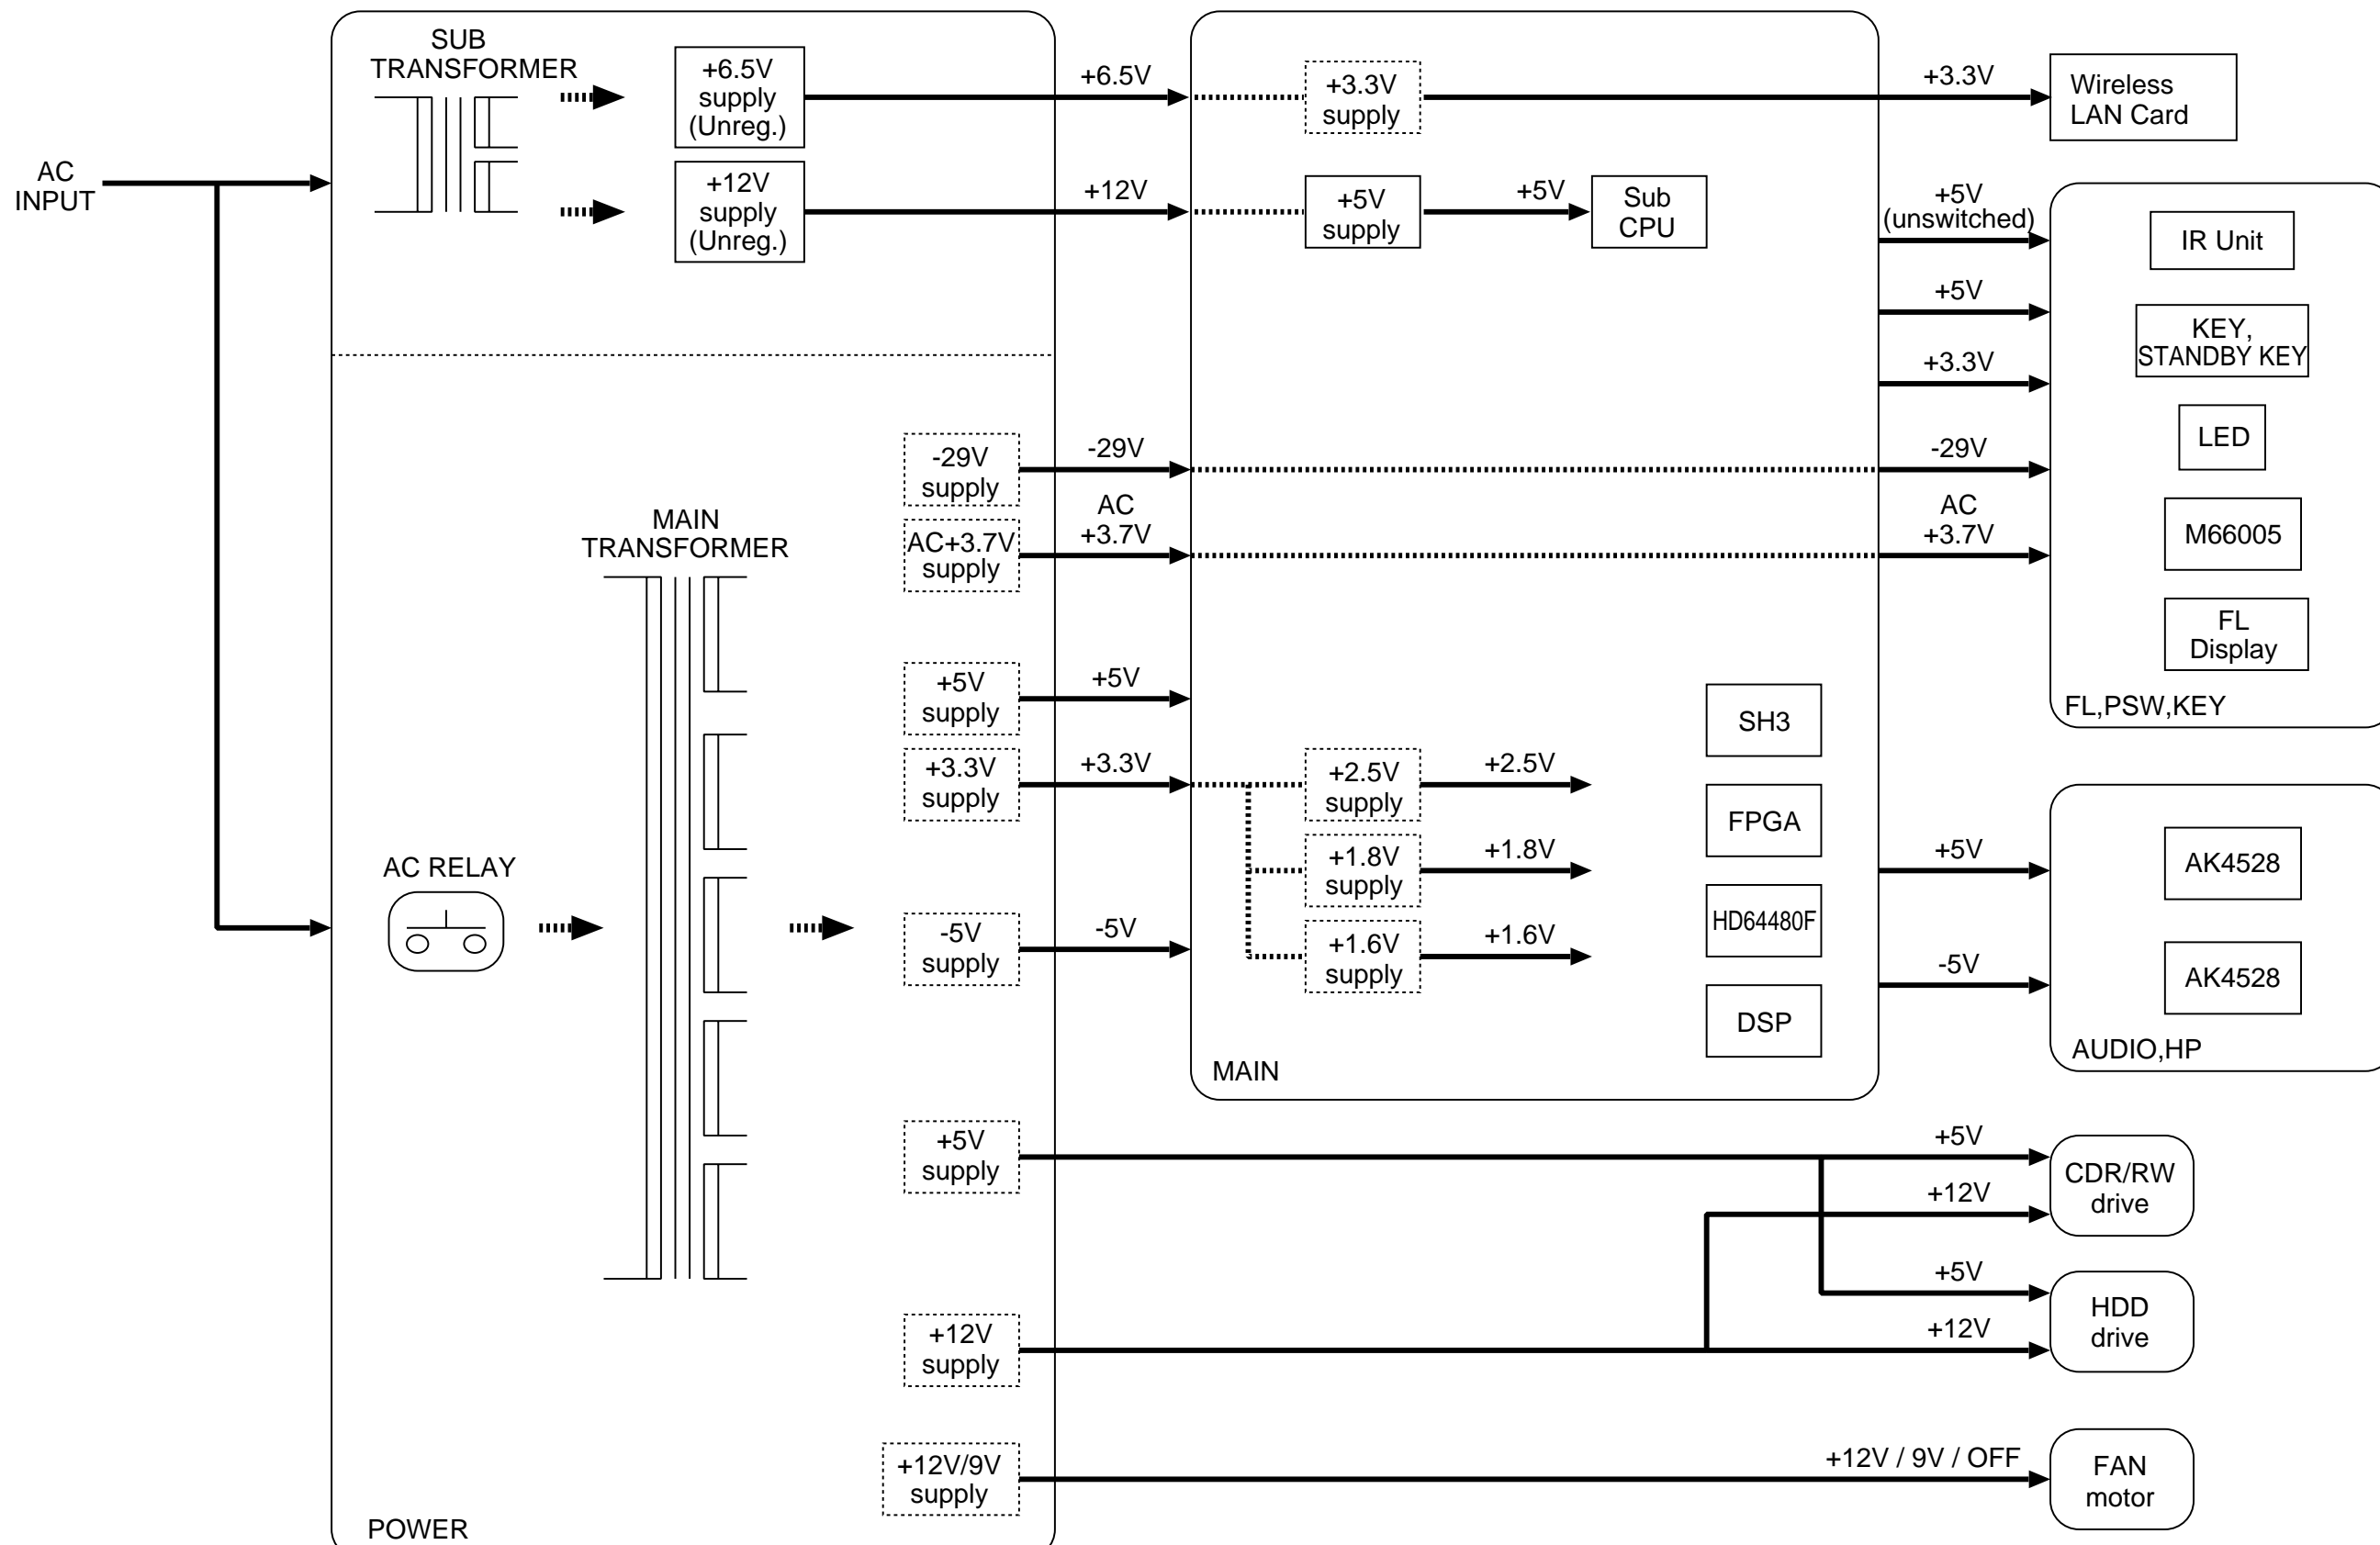 SUB
TRANSFORMER
+6.5V
supply
(Unreg.)
+6.5V
+3.3V
supply
+3.3V
Wireless
LAN Card
AC
INPUT
+12V
supply
(Unreg.)
+12V
+5V
supply
+5V
Sub
CPU
+5V
(unswitched)
IR Unit
+5V
KEY,
STANDBY KEY
+3.3V
LED
-29V
supply
-29V
-29V
MAIN
TRANSFORMER
AC+3.7V
supply
AC
+3.7V
AC
+3.7V
M66005
FL
Display
FL,PSW,KEY
+5V
supply
+5V
SH3
+3.3V
supply
+3.3V
+2.5V
supply
+2.5V
FPGA
AC RELAY
+1.8V
supply
+1.8V
+5V
AK4528
HD64480F
-5V
supply
-5V
+1.6V
supply
+1.6V
-5V
AK4528
DSP
AUDIO,HP
MAIN
+5V
supply
+5V
CDR/RW
drive
+12V
+5V
HDD
drive
+12V
supply
+12V
+12V/9V
supply
+12V / 9V / OFF
FAN
motor
POWER